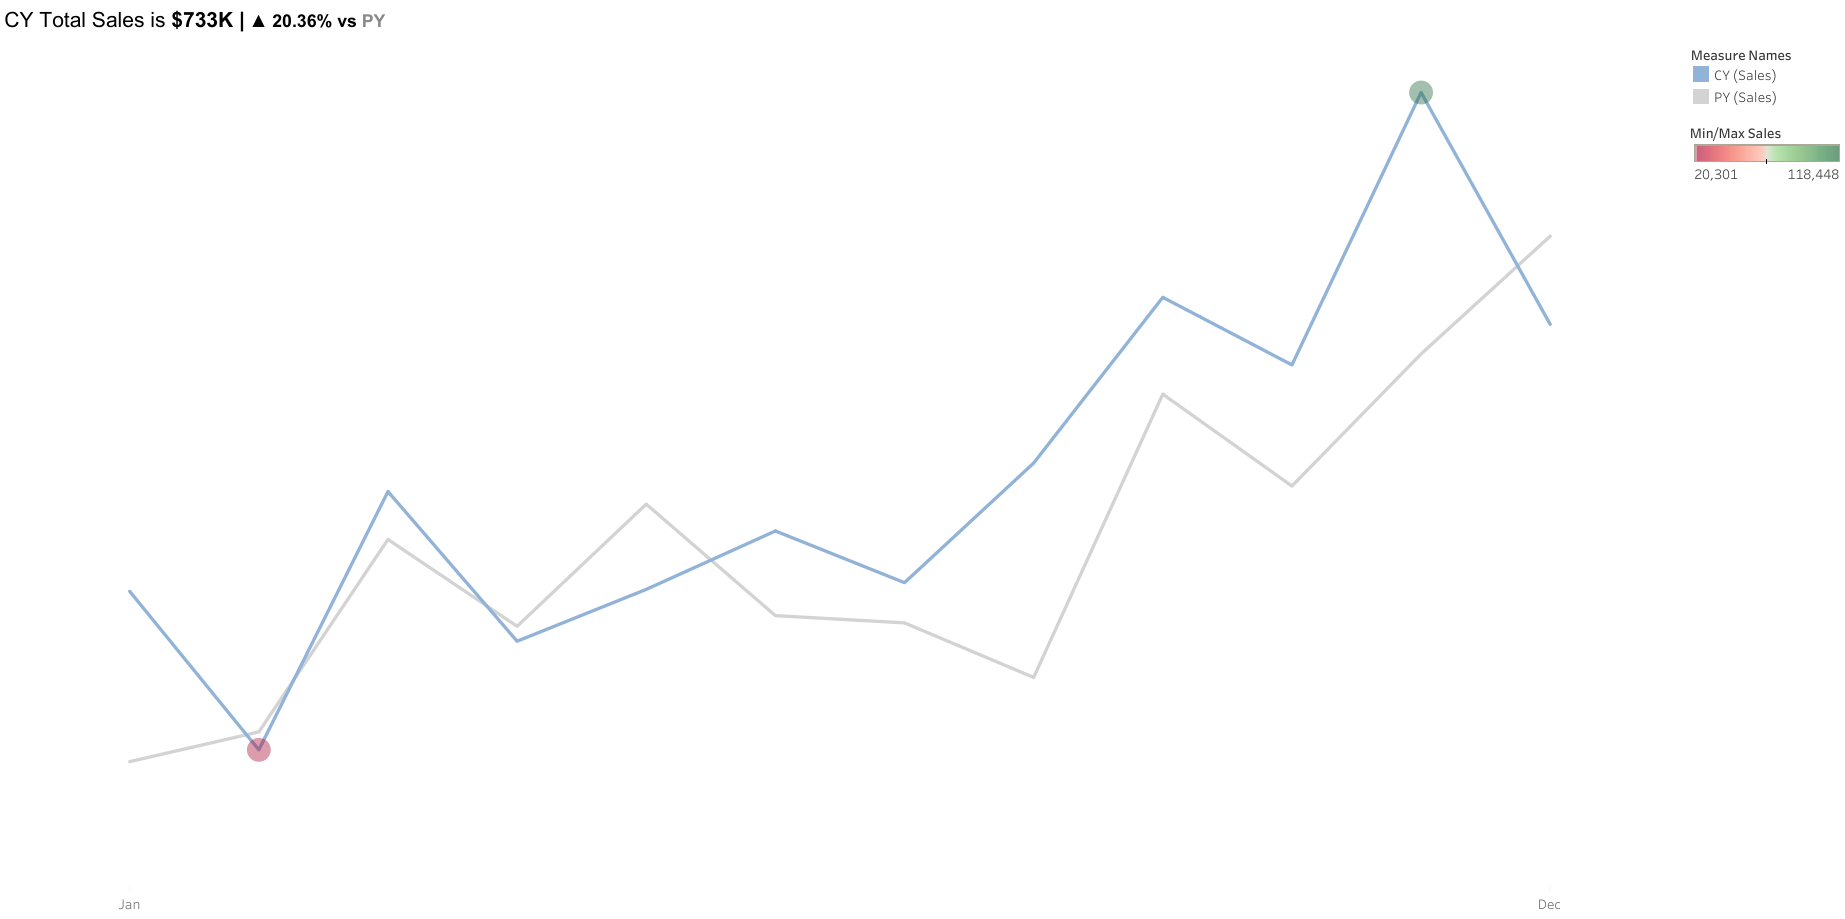 CY Total Sales is $733K | ▲ 20.36% vs PY
Measure Names
CY (Sales)
PY (Sales)
Min/Max Sales
20,301 118,448
Jan Dec